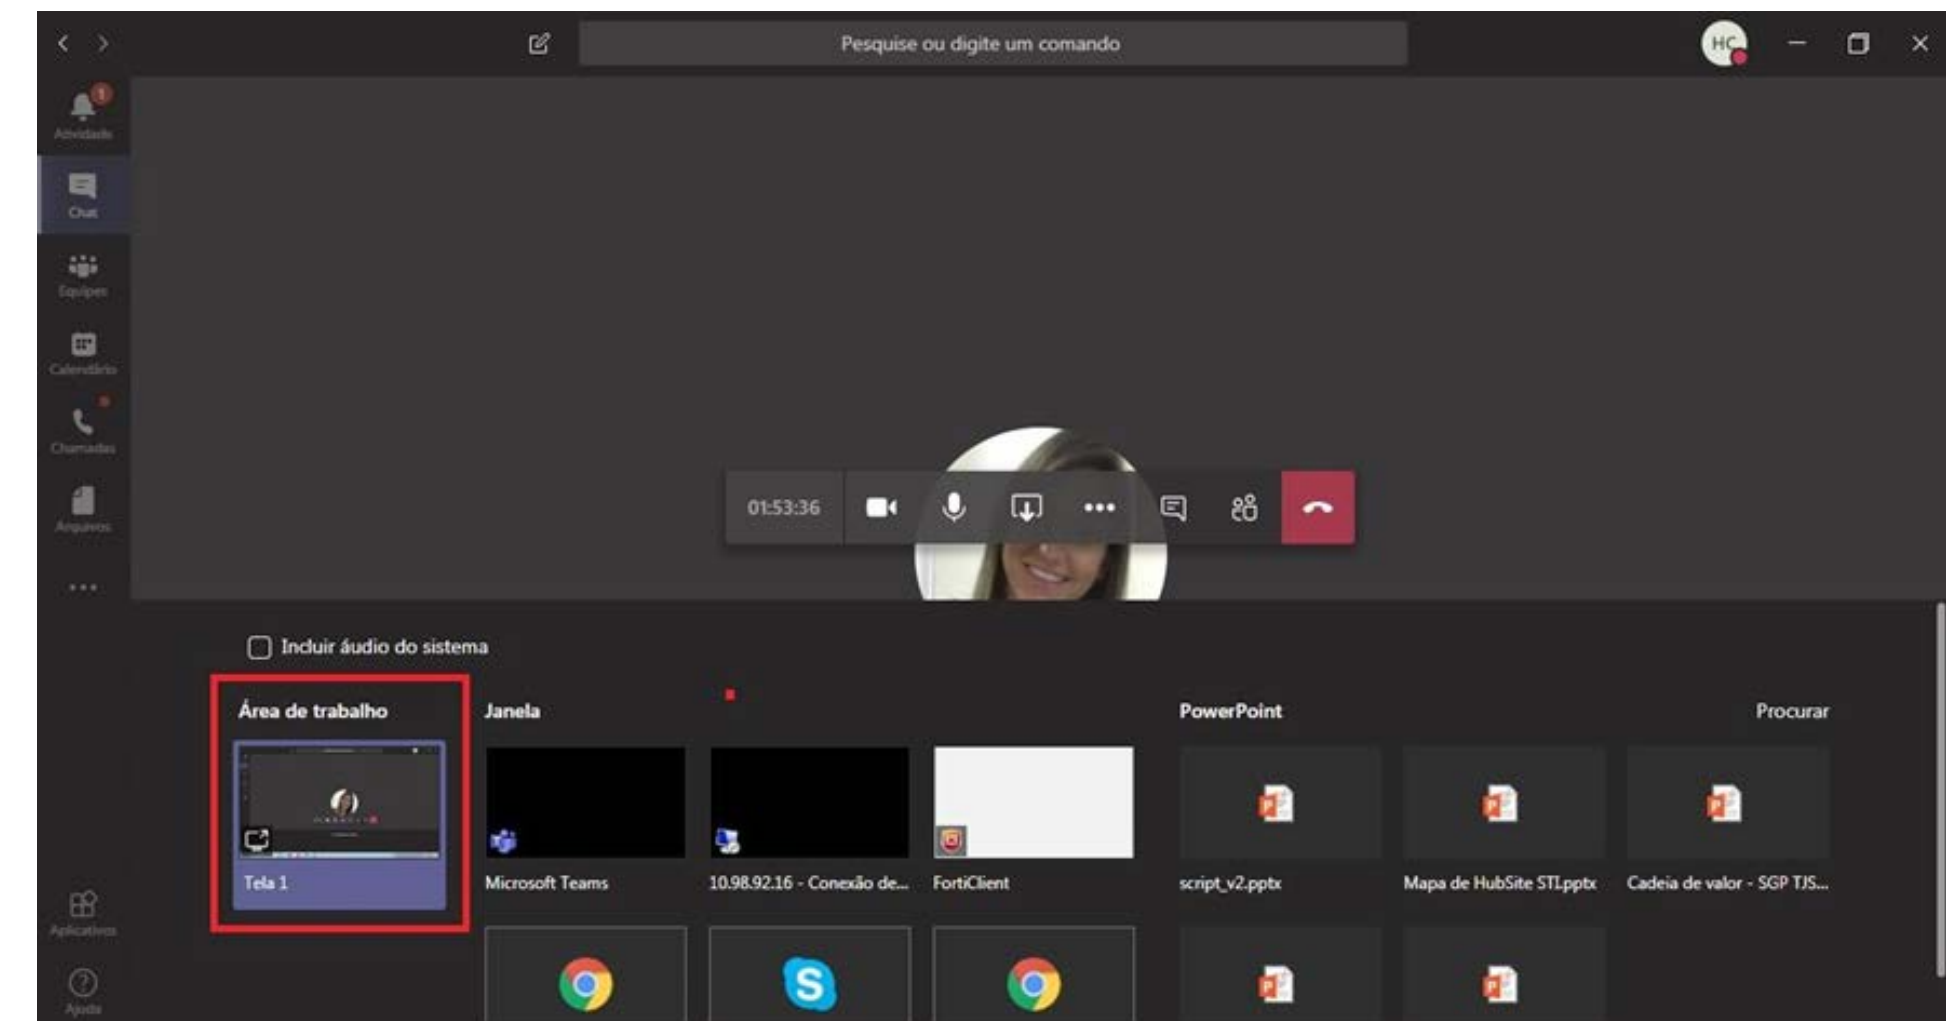 Pesquise ou digite um comando
HC
1
Atividade
Chat
Equipes
Calendário
Chamadas
Arquivos
01:53:36
Incluir áudio do sistema
Área de trabalho
Janela
PowerPoint
Procurar
Tela 1
Microsoft Teams
10.98.92.16 - Conexão de...
FortiClient
script_v2.pptx
Mapa de HubSite STI.pptx
Cadeia de valor - SGP TJS...
Aplicativos
Ajuda